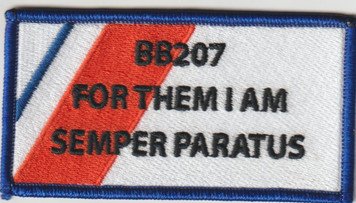 BB207
FOR THEM I AM
SEMPER PARATUS